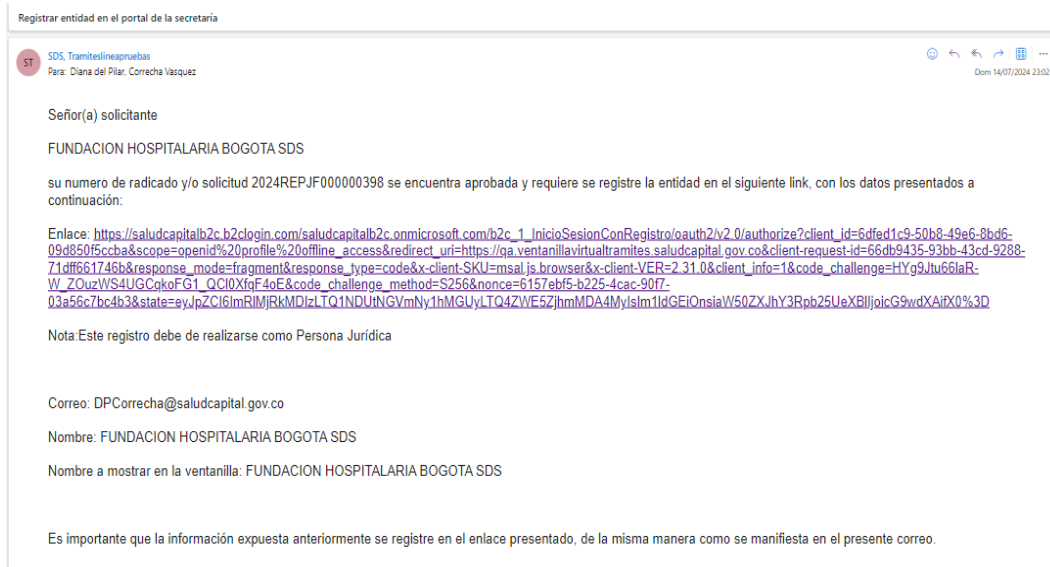 Registrar entidad en el portal de la secretaría
ST
SDS, Tramiteslineapruebas
Para: Diana del Pilar, Correcha Vasquez
Dom 14/07/2024 23:02
Señor(a) solicitante
FUNDACION HOSPITALARIA BOGOTA SDS
su numero de radicado y/o solicitud 2024REPJF000000398 se encuentra aprobada y requiere se registre la entidad en el siguiente link, con los datos presentados a
continuación:
Enlace: https://saludcapitalb2c.b2clogin.com/saludcapitalb2c.onmicrosoft.com/b2c_1_InicioSesionConRegistro/oauth2/v2.0/authorize?client_id=6dfed1c9-50b8-49e6-8bd6-
09d850f5ccba&scope=openid%20profile%20offline_access&redirect_uri=https://qa.ventanillavirtualtramites.saludcapital.gov.co&client-request-id=66db9435-93bb-43cd-9288-
71dff661746b&response_mode=fragment&response_type=code&x-client-SKU=msal.js.browser&x-client-VER=2.31.0&client_info=1&code_challenge=HYg9Jtu66laR-
W_ZOuzWS4UGCqkoFG1_QCl0XfqF4oE&code_challenge_method=S256&nonce=6157ebf5-b225-4cac-90f7-
Nota:Este registro debe de realizarse como Persona Jurídica
Correo: DPCorrecha@saludcapital.gov.co
Nombre: FUNDACION HOSPITALARIA BOGOTA SDS
Nombre a mostrar en la ventanilla: FUNDACION HOSPITALARIA BOGOTA SDS
Es importante que la información expuesta anteriormente se registre en el enlace presentado, de la misma manera como se manifiesta en el presente correo.